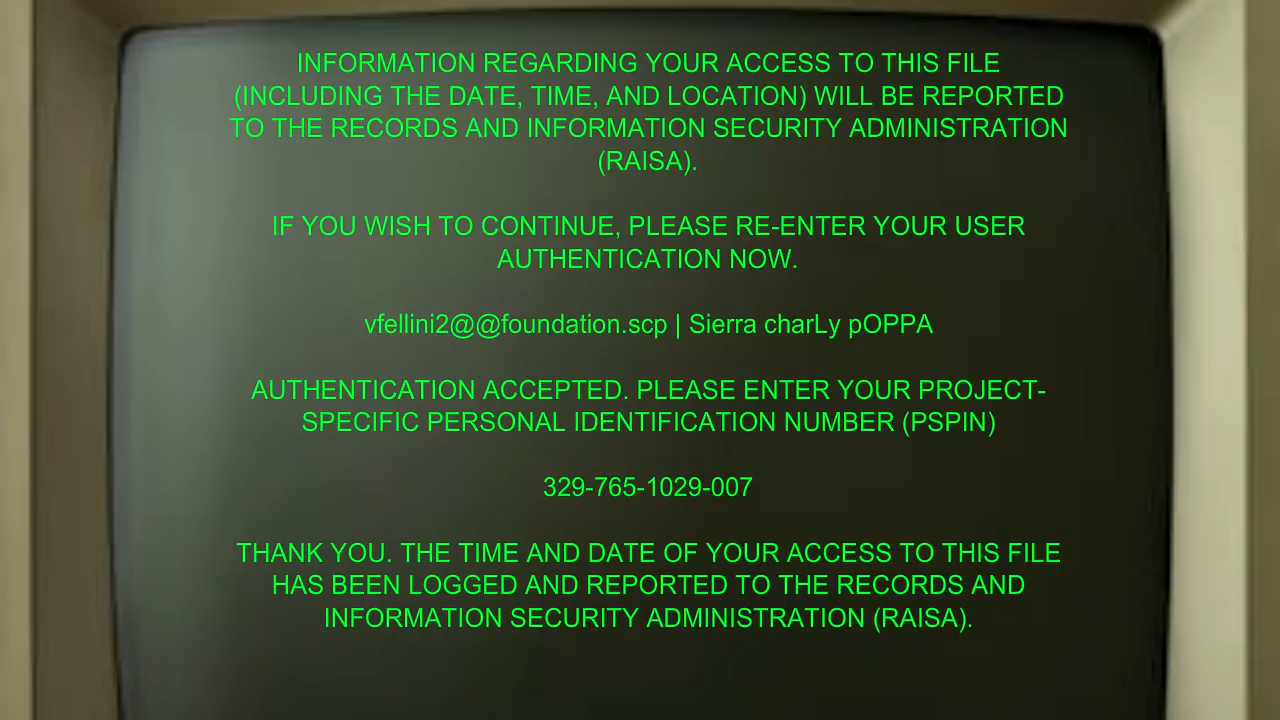 INFORMATION REGARDING YOUR ACCESS TO THIS FILE
(INCLUDING THE DATE, TIME, AND LOCATION) WILL BE REPORTED
TO THE RECORDS AND INFORMATION SECURITY ADMINISTRATION
(RAISA).
IF YOU WISH TO CONTINUE, PLEASE RE-ENTER YOUR USER
AUTHENTICATION NOW.
vfellini2@@foundation.scp | Sierra charLy pOPPA
AUTHENTICATION ACCEPTED. PLEASE ENTER YOUR PROJECT-
SPECIFIC PERSONAL IDENTIFICATION NUMBER (PSPIN)
329-765-1029-007
THANK YOU. THE TIME AND DATE OF YOUR ACCESS TO THIS FILE
HAS BEEN LOGGED AND REPORTED TO THE RECORDS AND
INFORMATION SECURITY ADMINISTRATION (RAISA).